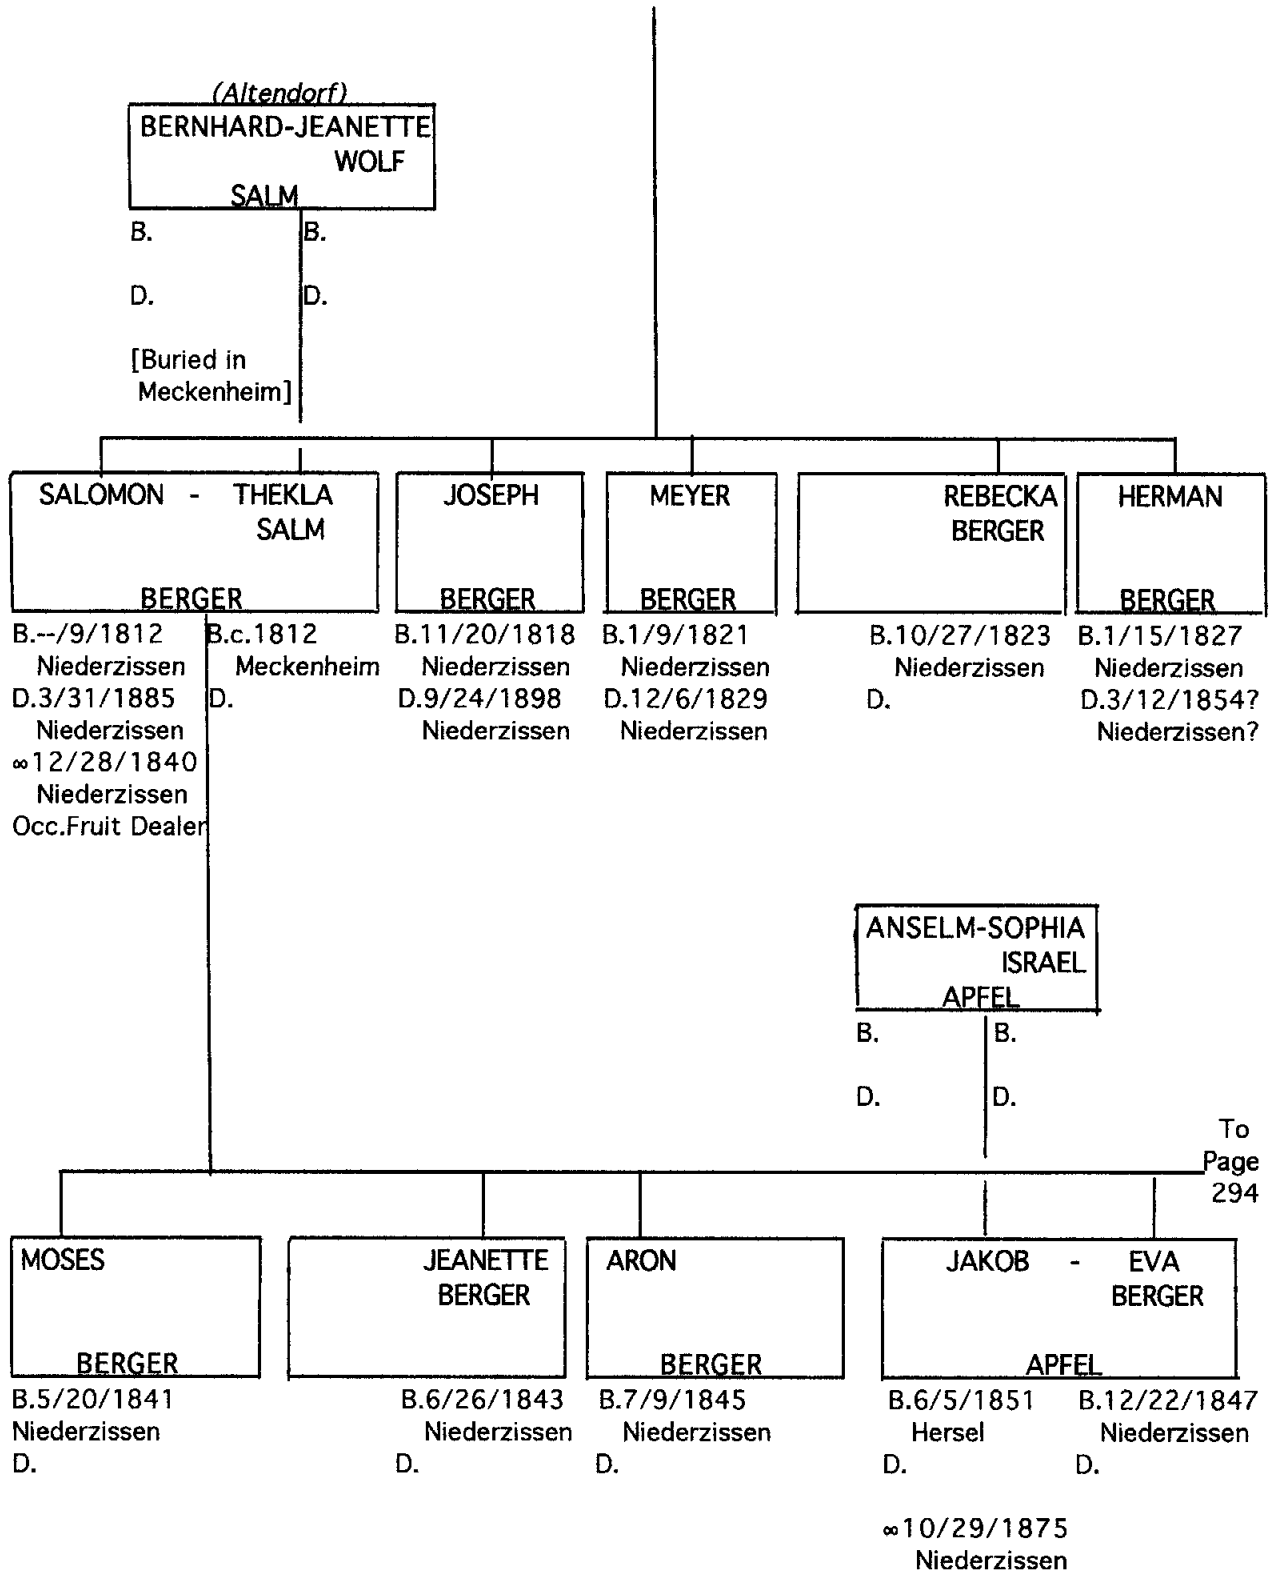 (Altendorf)
BERNHARD-JEANETTE
WOLF
SALM
B. B.
D. D.
[Buried in
Meckenheim]
SALOMON - THEKLA
SALM
BERGER
B.--/9/1812 B.c.1812
Niederzissen Meckenheim
D.3/31/1885 D.
Niederzissen
∞12/28/1840
Niederzissen
Occ.Fruit Dealer
JOSEPH
BERGER
B.11/20/1818
Niederzissen
D.9/24/1898
Niederzissen
MEYER
BERGER
B.1/9/1821
Niederzissen
D.12/6/1829
Niederzissen
REBECKA
BERGER
B.10/27/1823
Niederzissen
D.
HERMAN
BERGER
B.1/15/1827
Niederzissen
D.3/12/1854?
Niederzissen?
ANSELM-SOPHIA
ISRAEL
APFEL
B. B.
D. D.
To
Page
294
MOSES
BERGER
B.5/20/1841
Niederzissen
D.
JEANETTE
BERGER
B.6/26/1843
Niederzissen
D.
ARON
BERGER
B.7/9/1845
Niederzissen
D.
JAKOB - EVA
BERGER
APFEL
B.6/5/1851 B.12/22/1847
Hersel Niederzissen
D. D.
∞10/29/1875
Niederzissen